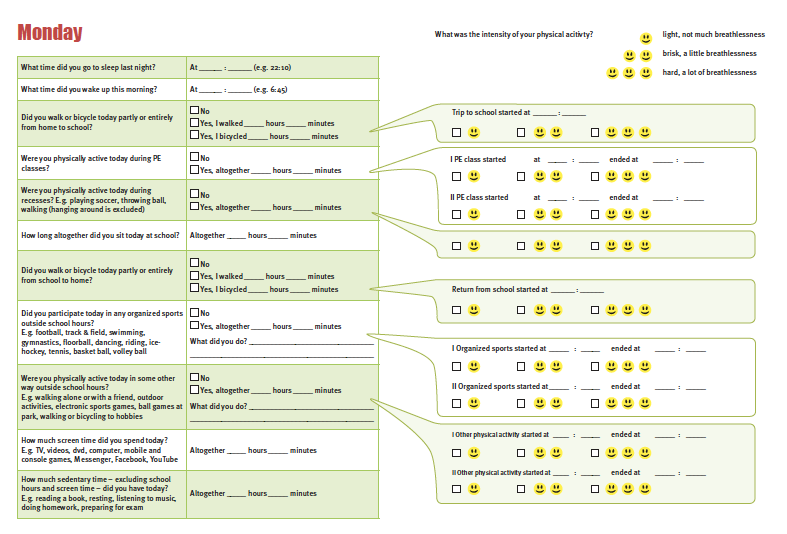 Monday
What was the intensity of your physical acitivity?
light, not much breathlessness
brisk, a little breathlessness
hard, a lot of breathlessness
What time did you go to sleep last night?
At _____ : _____ (e.g. 22:10)
What time did you wake up this morning?
At _____ : _____ (e.g. 6:45)
Did you walk or bicycle today partly or entirely
from home to school?
No
Yes, I walked _____ hours _____ minutes
Yes, I bicycled _____ hours _____ minutes
Trip to school started at _____ : _____
Were you physically active today during PE
classes?
No
Yes, altogether _____ hours _____ minutes
I PE class started at _____ : _____ ended at _____ : _____
II PE class started at _____ : _____ ended at _____ : _____
Were you physically active today during
recesses? E.g. playing soccer, throwing ball,
walking (hanging around is excluded)
No
Yes, altogether _____ hours _____ minutes
How long altogether did you sit today at school?
Altogether _____ hours _____ minutes
Did you walk or bicycle today partly or entirely
from school to home?
No
Yes, I walked _____ hours _____ minutes
Yes, I bicycled _____ hours _____ minutes
Return from school started at _____ : _____
Did you participate today in any organized sports
outside school hours?
E.g. football, track & field, swimming,
gymnastics, floorball, dancing, riding, ice-
hockey, tennis, basket ball, volley ball
No
Yes, altogether _____ hours _____ minutes
What did you do? _____
I Organized sports started at _____ : _____ ended at _____ : _____
II Organized sports started at _____ : _____ ended at _____ : _____
Were you physically active today in some other
way outside school hours?
E.g. walking alone or with a friend, outdoor
activities, electronic sports games, ball games at
park, walking or bicycling to hobbies
No
Yes, altogether _____ hours _____ minutes
What did you do? _____
I Other physical activity started at _____ : _____ ended at _____ : _____
II Other physical activity started at _____ : _____ ended at _____ : _____
How much screen time did you spend today?
E.g. TV, videos, dvd, computer, mobile and
console games, Messenger, Facebook, YouTube
Altogether _____ hours _____ minutes
How much sedentary time – excluding school
hours and screen time – did you have today?
E.g. reading a book, resting, listening to music,
doing homework, preparing for exam
Altogether _____ hours _____ minutes